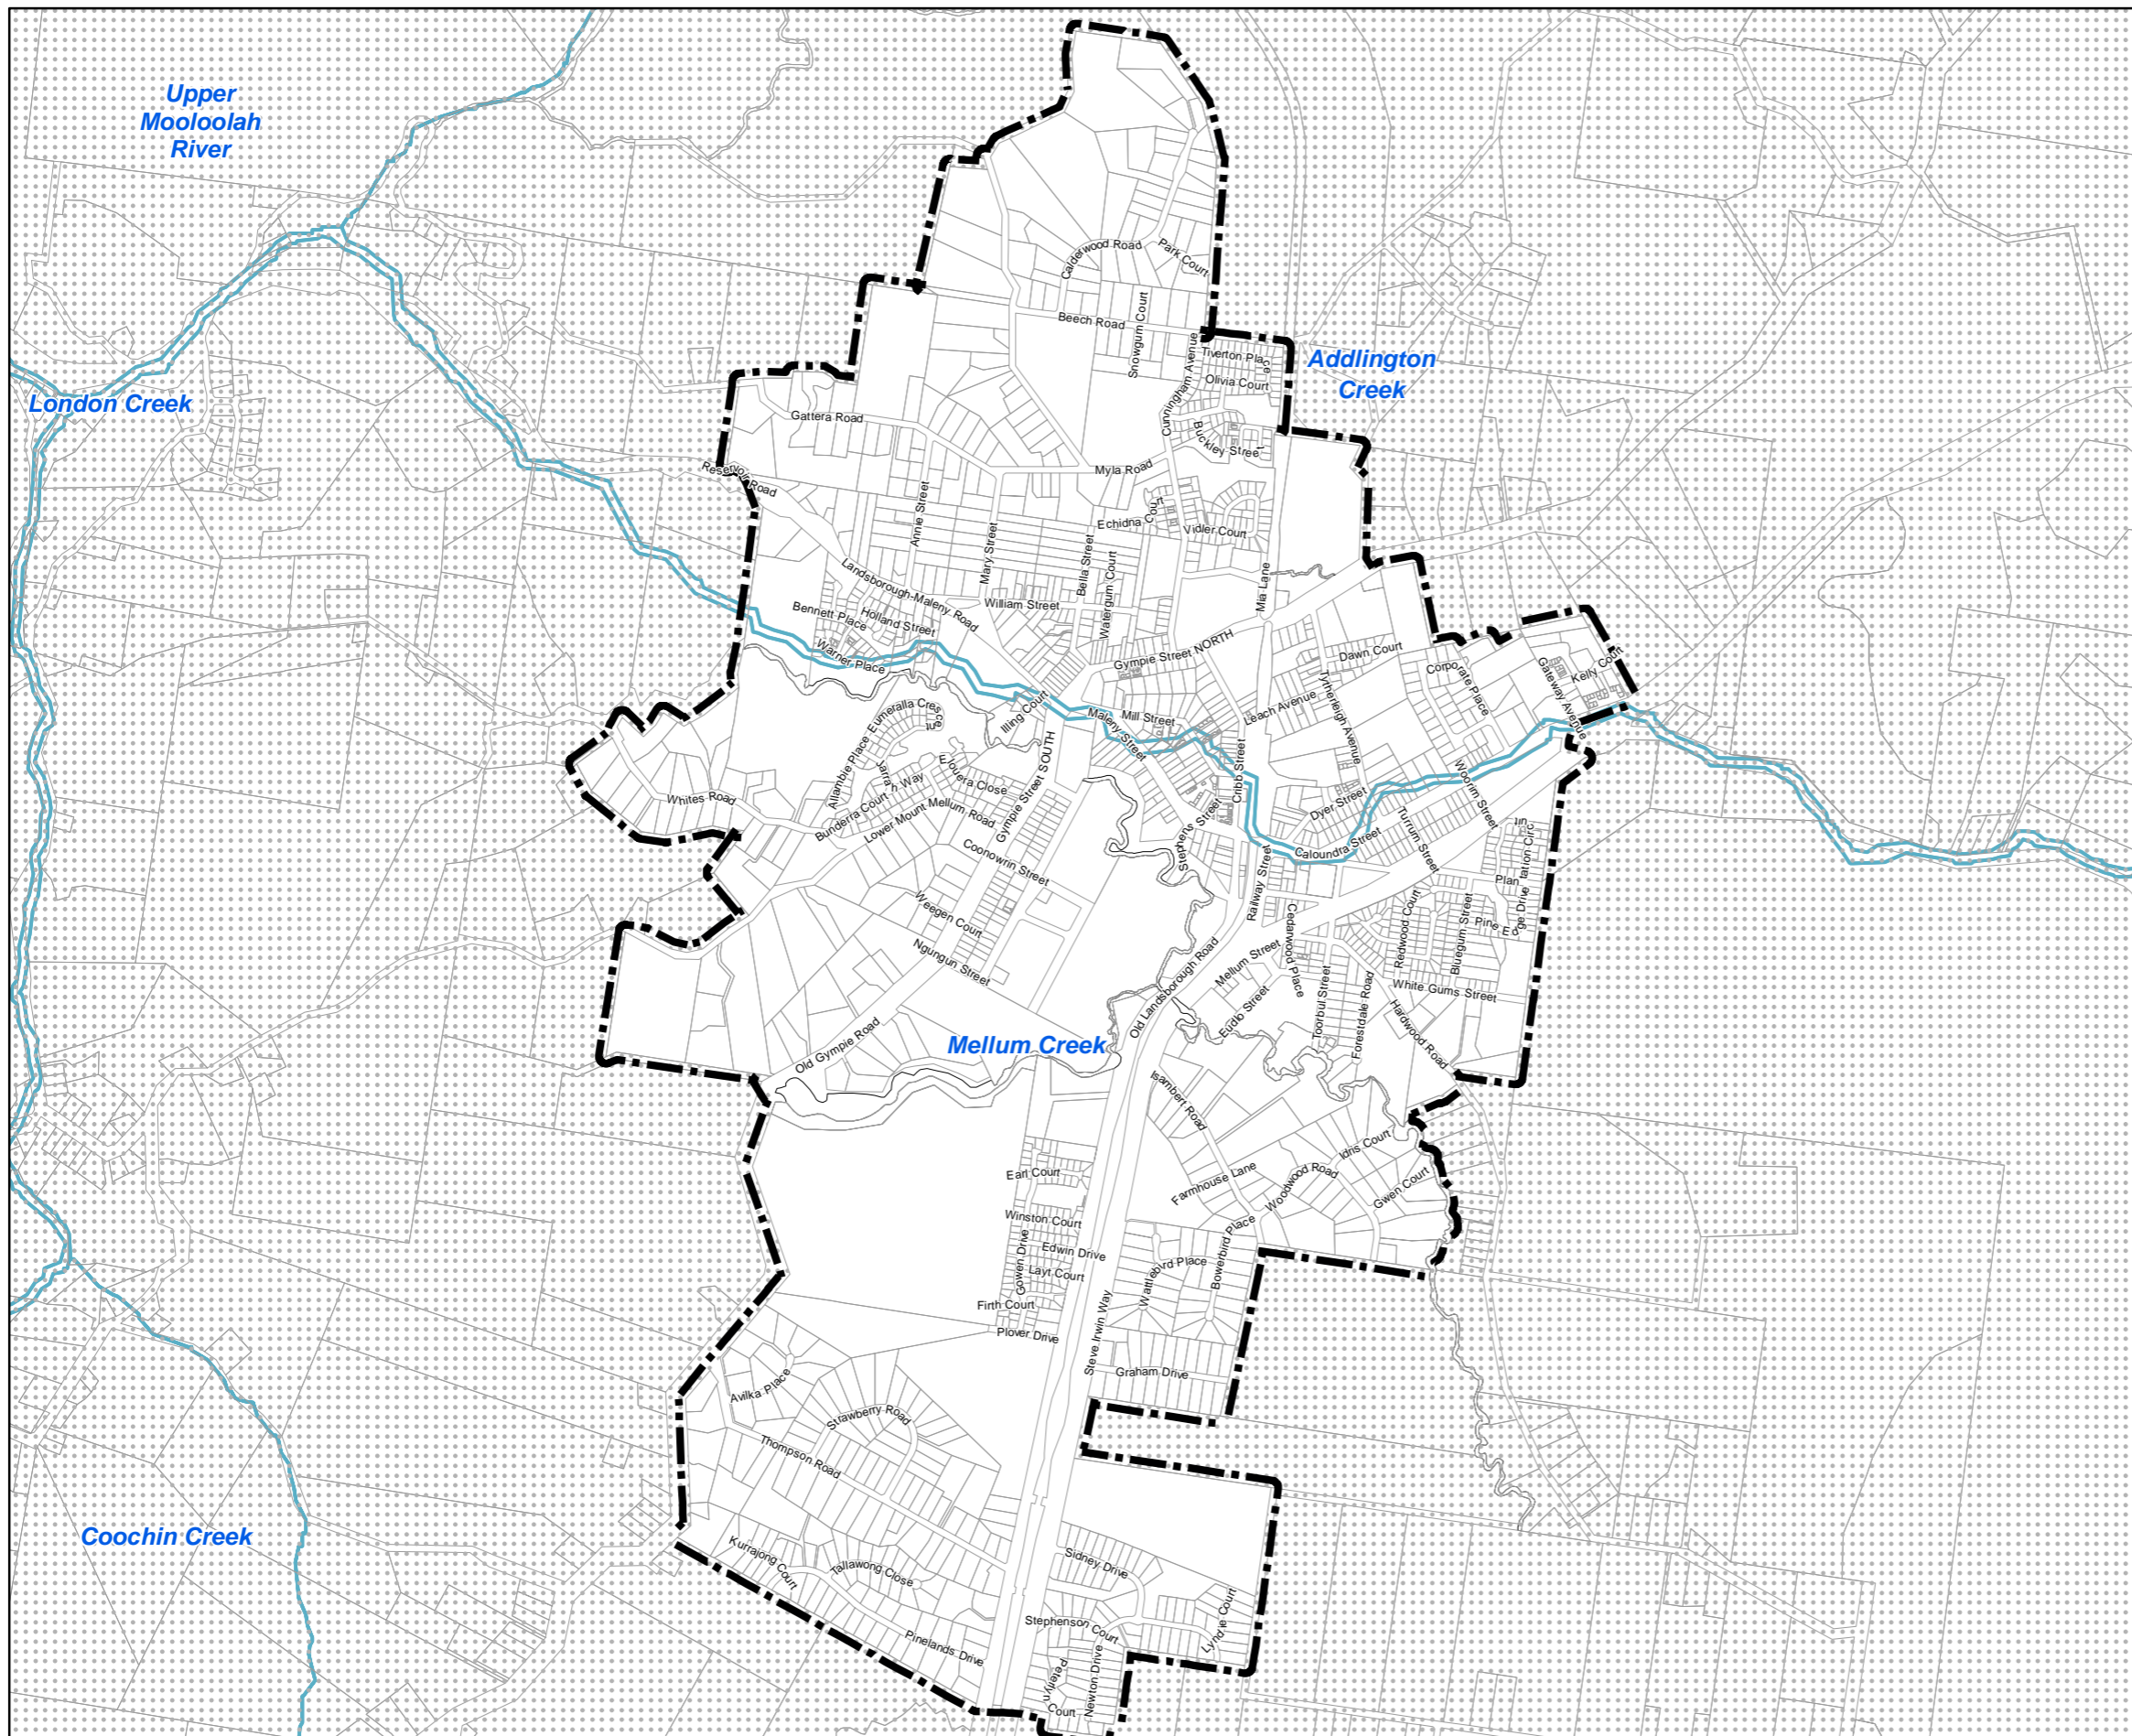 Upper
Mooloolah
River
Calderwood Road
Park Court
Snowgum Court
Beech Road
Cunningham Avenue
Tiverton Place
Addlington
Creek
Olivia Court
London Creek
Gattera Road
Buckley Street
Reservoir Road
Myla Road
Annie Street
Mary Street
Echidna Court
Vidler Court
Bella Street
Watergum Court
Landsborough-Maleny Road
Mia Lane
William Street
Bennett Place
Holland Street
Warner Place
Gympie Street NORTH
Dawn Court
Corporate Place
Gateway Avenue
Kelly Court
Tytherleigh Avenue
Leach Avenue
Illing Court
Mill Street
Maleny Street
Eumeralla Crescent
Allambie Place
Jarrah Way
Elouera Close
Gympie Street SOUTH
Cribb Street
Whites Road
Bunderra Court
Lower Mount Mellum Road
Dyer Street
Woorim Street
Stephens Street
Caloundra Street
Turrum Street
Coonowrin Street
Railway Street
Plantation Circuit
Weegen Court
Cedarwood Place
Redwood Court
Bluegum Street
Pine Edge Drive
Ngungun Street
Mellum Street
Old Landsborough Road
Eudlo Street
Toorbul Street
Forestdale Road
White Gums Street
Hardwood Road
Mellum Creek
Old Gympie Road
Isambert Road
Idris Court
Earl Court
Farmhouse Lane
Woodwood Road
Gwen Court
Winston Court
Edwin Drive
Gowen Drive
Layt Court
Wattlebird Place
Bowerbird Place
Firth Court
Plover Drive
Steve Irwin Way
Graham Drive
Avilka Place
Strawberry Road
Thompson Road
Coochin Creek
Kurrajong Court
Tallawong Close
Sidney Drive
Stephenson Court
Lyndie Court
Pinelands Drive
Peterlyn Court
Newton Drive